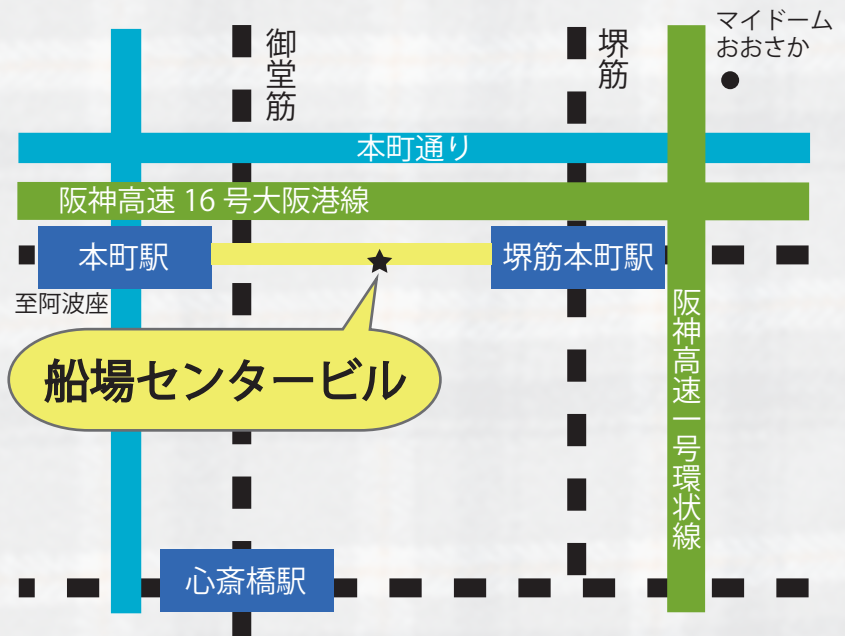 マイドーム
おおさか
御堂筋
堺筋
本町通り
阪神高速 16 号大阪港線
本町駅
堺筋本町駅
至阿波座
阪神高速一号環状線
船場センタービル
心斎橋駅